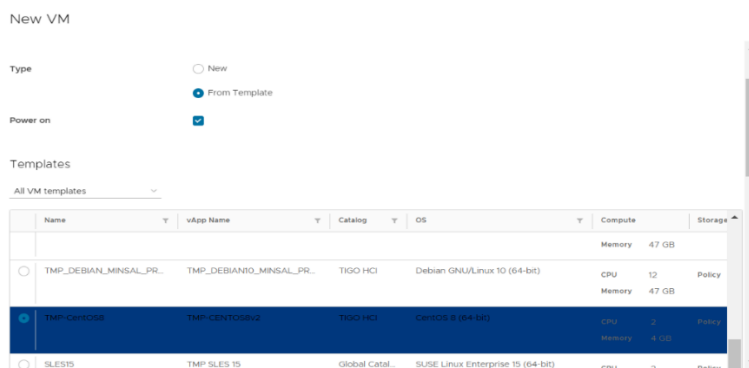 New VM
Type New
From Template
Power on
Templates
All VM templates
Name vApp Name Catalog OS Compute Storage
Memory 47 GB
TMP_DEBIAN_MINSAL_PR... TMP_DEBIAN10_MINSAL_PR... TIGO HCI Debian GNU/Linux 10 (64-bit) CPU 12 Policy
Memory 47 GB
TMP-CentOS8 TMP-CENTOS8v2 TIGO HCI CentOS 8 (64-bit) CPU 2 Policy
Memory 4 GB
SLES15 TMP SLES 15 Global Catal... SUSE Linux Enterprise 15 (64-bit) CPU 2